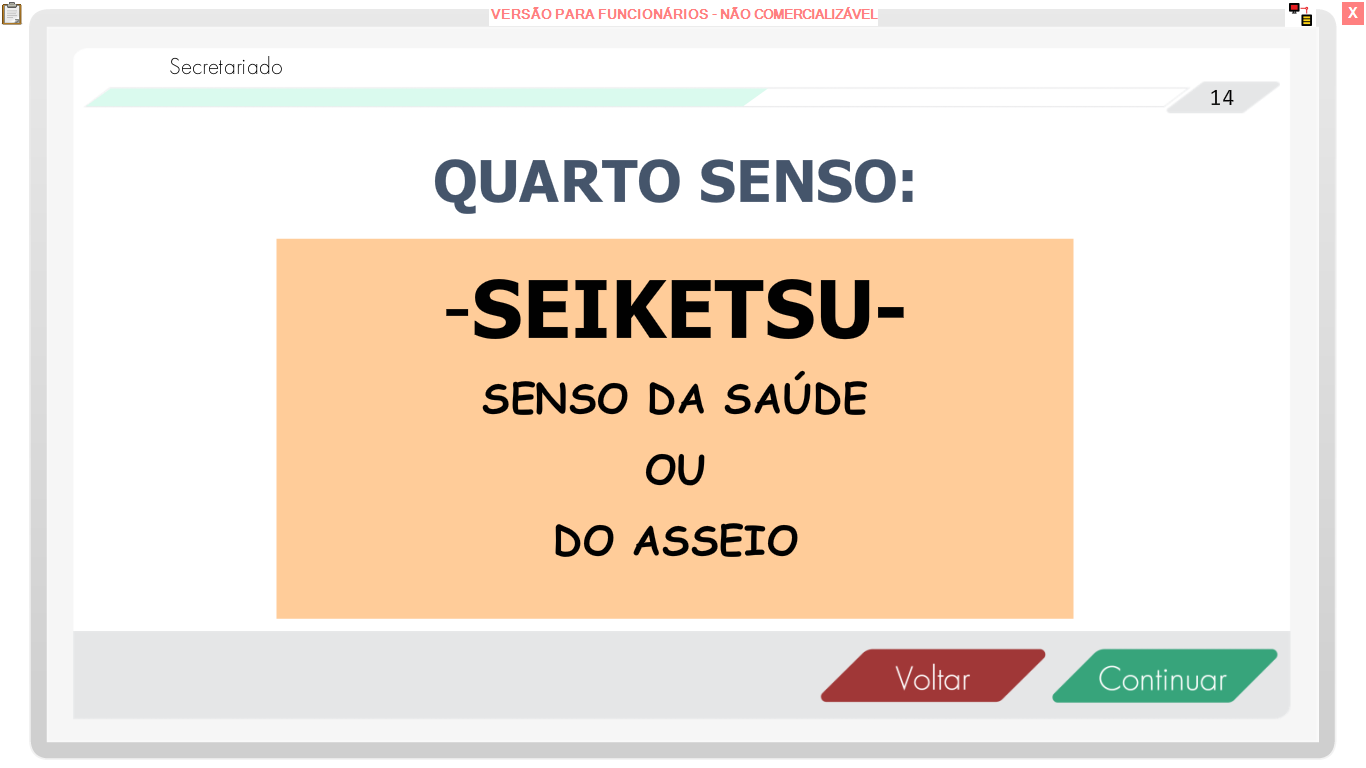 VERSÃO PARA FUNCIONÁRIOS - NÃO COMERCIALIZÁVEL
X
Secretariado
14
QUARTO SENSO:
-SEIKETSU-
SENSO DA SAÚDE
OU
DO ASSEIO
Voltar
Continuar